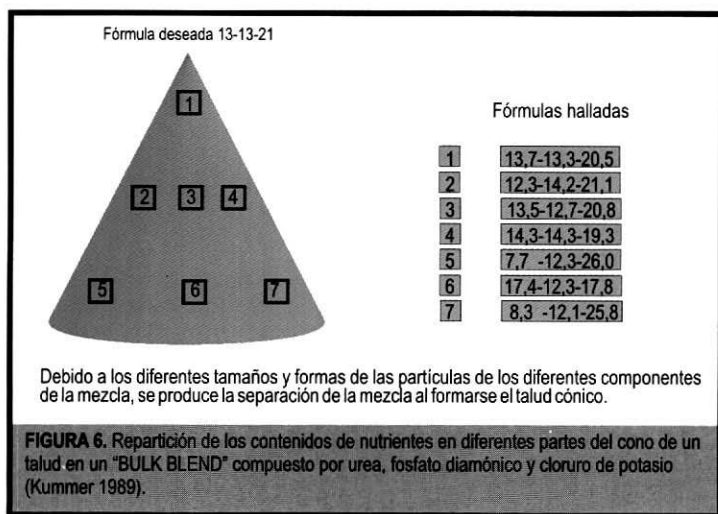 Fórmula deseada 13-13-21
1
2 3 4
5 6 7
Fórmulas halladas
1 13,7-13,3-20,5
2 12,3-14,2-21,1
3 13,5-12,7-20,8
4 14,3-14,3-19,3
5 7,7 -12,3-26,0
6 17,4-12,3-17,8
7 8,3 -12,1-25,8
Debido a los diferentes tamaños y formas de las partículas de los diferentes componentes
de la mezcla, se produce la separación de la mezcla al formarse el talud cónico.
FIGURA 6. Repartición de los contenidos de nutrientes en diferentes partes del cono de un
talud en un "BULK BLEND" compuesto por urea, fosfato diamónico y cloruro de potasio
(Kummer 1989).